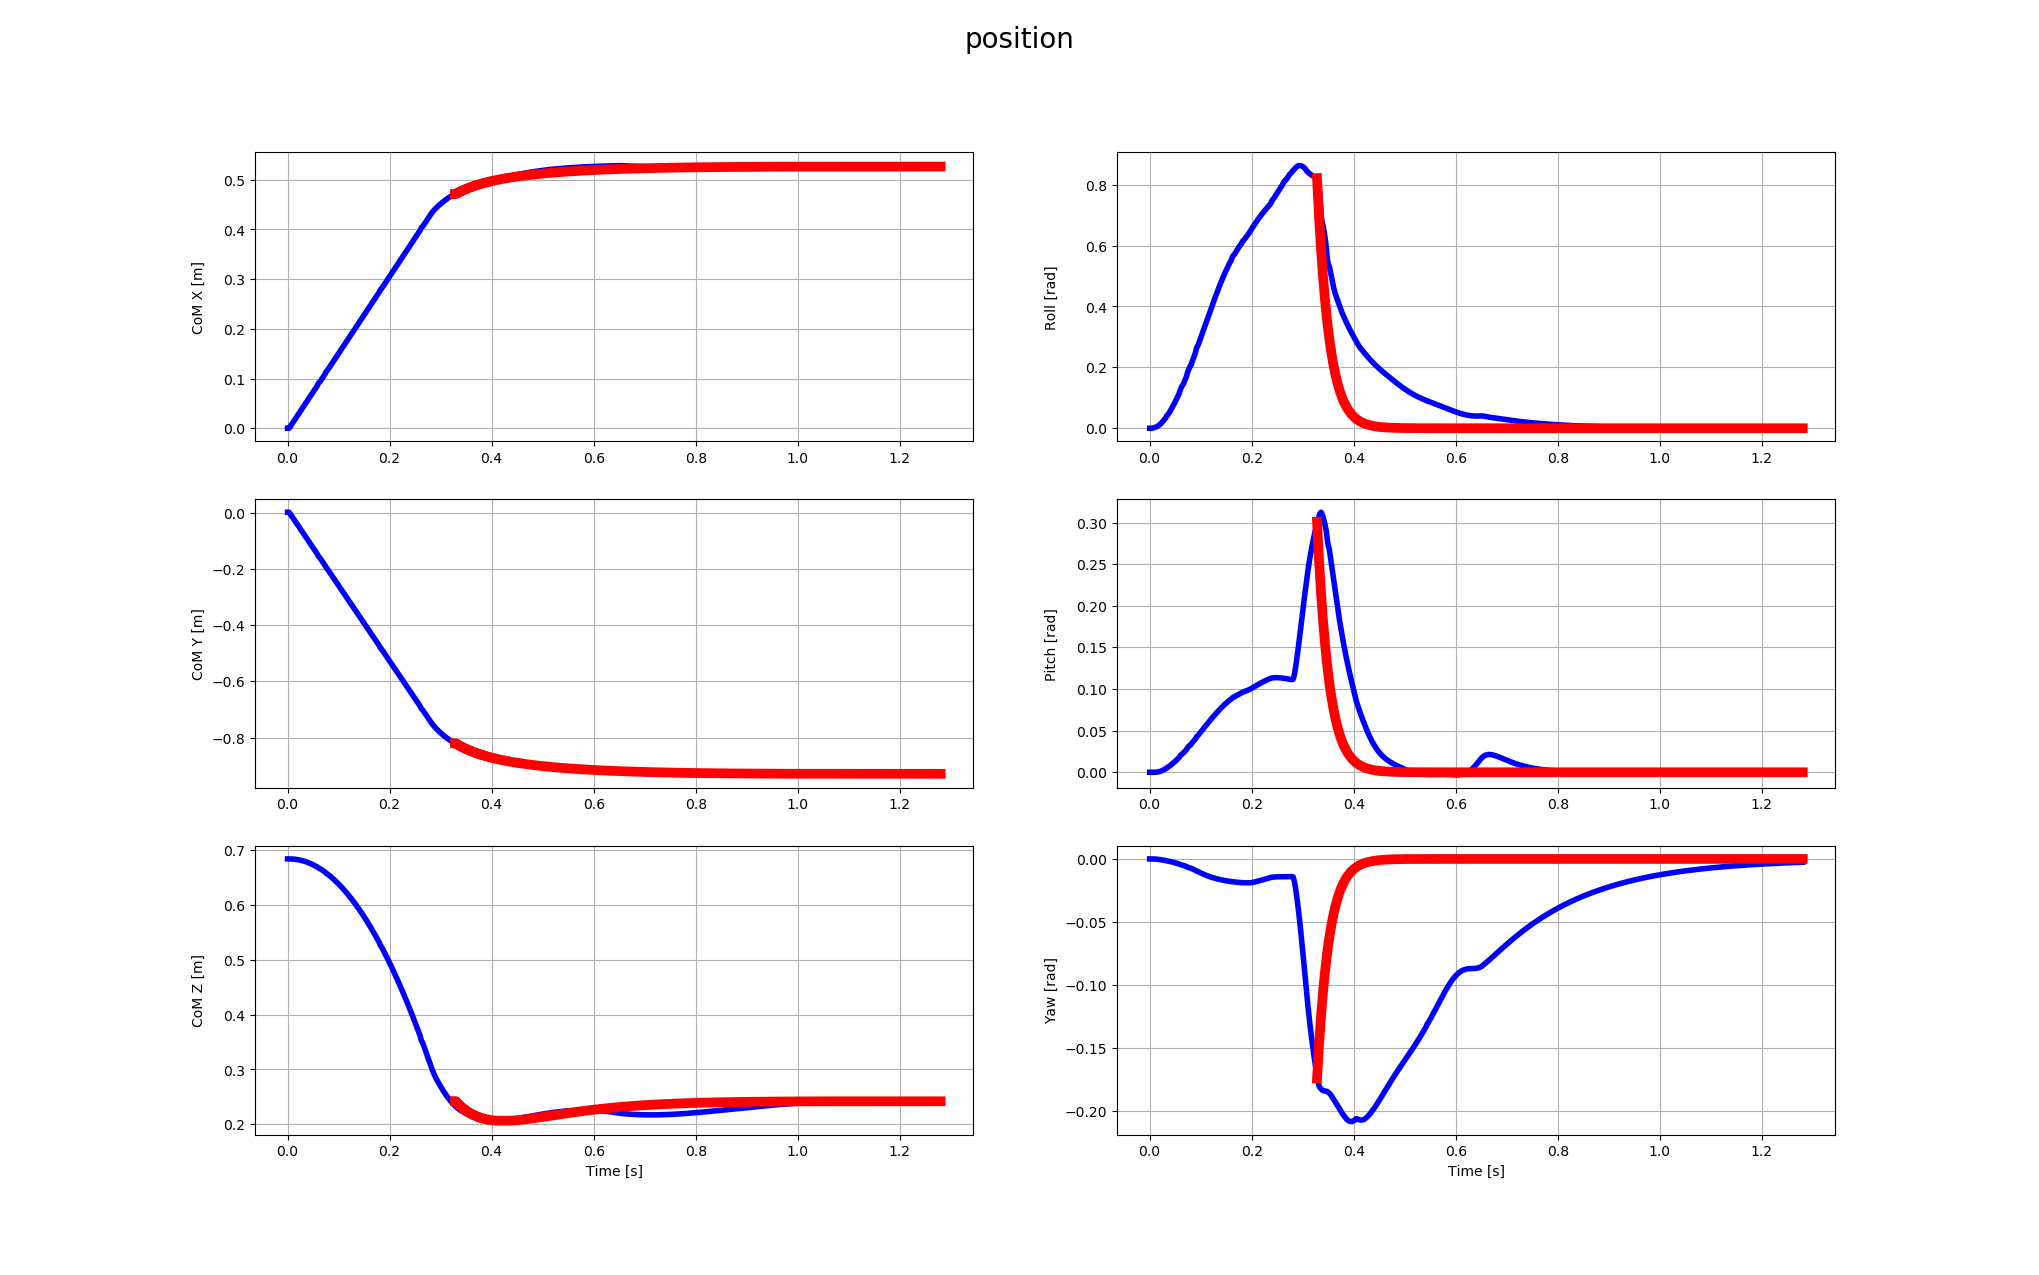 position
CoM X [m]
0.5
0.4
0.3
0.2
0.1
0.0
0.0 0.2 0.4 0.6 0.8 1.0 1.2
Roll [rad]
0.8
0.6
0.4
0.2
0.0
0.0 0.2 0.4 0.6 0.8 1.0 1.2
CoM Y [m]
0.0
−0.2
−0.4
−0.6
−0.8
0.0 0.2 0.4 0.6 0.8 1.0 1.2
Pitch [rad]
0.30
0.25
0.20
0.15
0.10
0.05
0.00
0.0 0.2 0.4 0.6 0.8 1.0 1.2
CoM Z [m]
0.7
0.6
0.5
0.4
0.3
0.2
0.0 0.2 0.4 0.6 0.8 1.0 1.2
Time [s]
Yaw [rad]
0.00
−0.05
−0.10
−0.15
−0.20
0.0 0.2 0.4 0.6 0.8 1.0 1.2
Time [s]